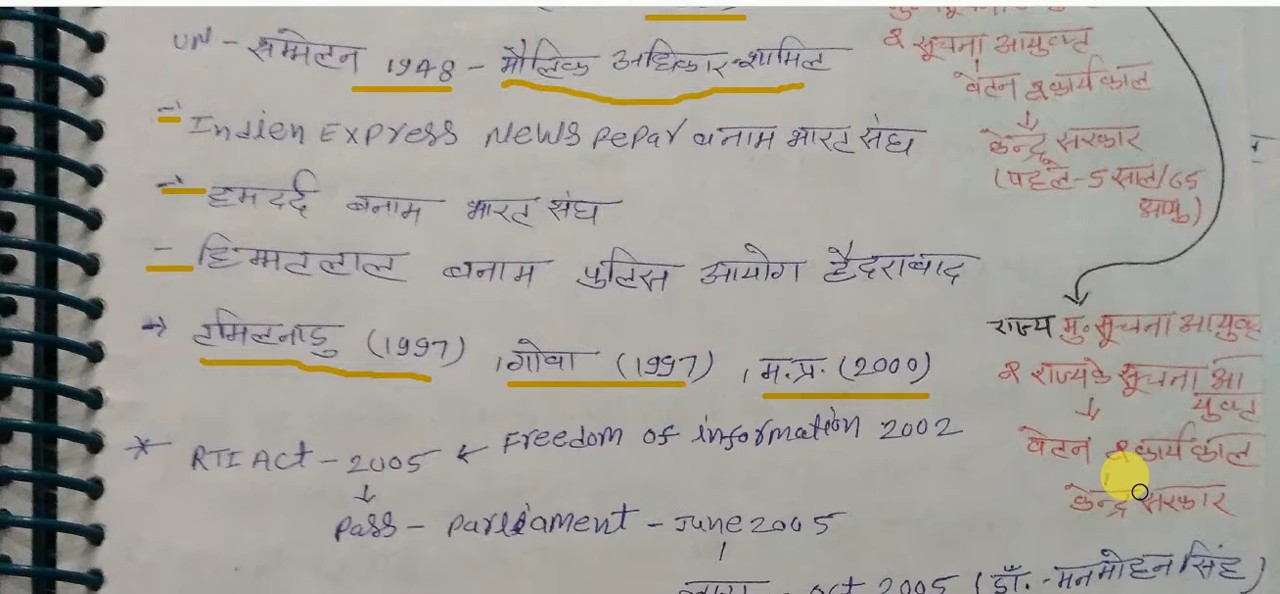 UN - सम्मेलन 1948 - मौलिक अधिकार शामिल
→ Indien Express News Pepar बनाम भारत संघ
→ हमदर्द बनाम भारत संघ
- हिम्मतलाल बनाम पुलिस आयोग हैदराबाद
→ तमिलनाडु (1997), गोवा (1997), म.प्र. (2000)
* RTI Act - 2005 ← Freedom of information 2002
↓
Pass - Parliament - June 2005
Oct 2005 (डॉ. - मनमोहन सिंह)
& सूचना आयुक्त
वेतन & कार्यकाल
↓
केन्द्र सरकार
(पहले - 5 साल/65
आयु)
राज्य मु॰ सूचना आयुक्त
& राज्य के सूचना आ
युक्त
↓
वेतन & कार्यकाल
केन्द्र सरकार